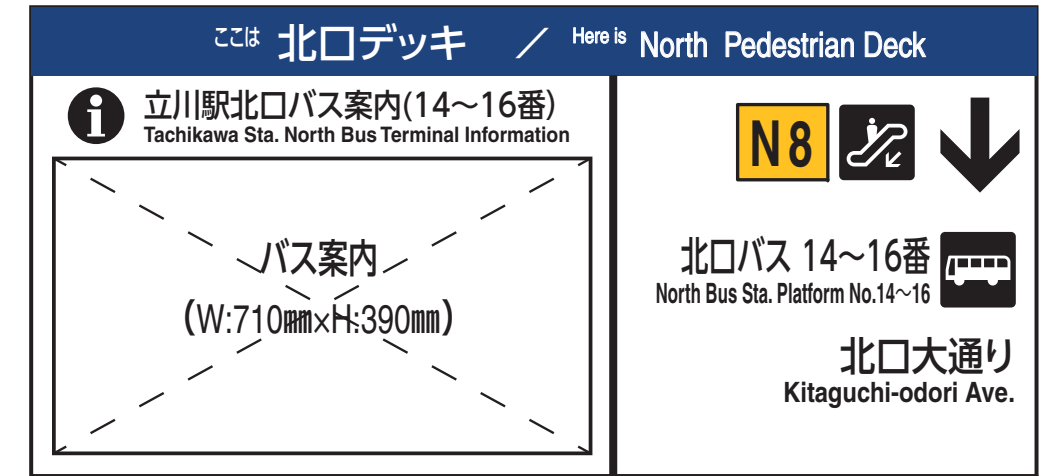 ここは 北口デッキ ／ Here is North Pedestrian Deck
立川駅北口バス案内(14～16番)
Tachikawa Sta. North Bus Terminal Information
バス案内
(W:710㎜×H:390㎜)
N8
北口バス 14～16番
North Bus Sta. Platform No.14～16
北口大通り
Kitaguchi-odori Ave.